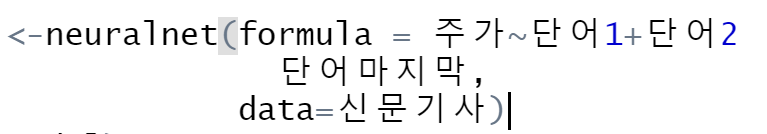 <-neuralnet(formula = 주가~단어1+단어2
단어마지막,
data=신문기사)